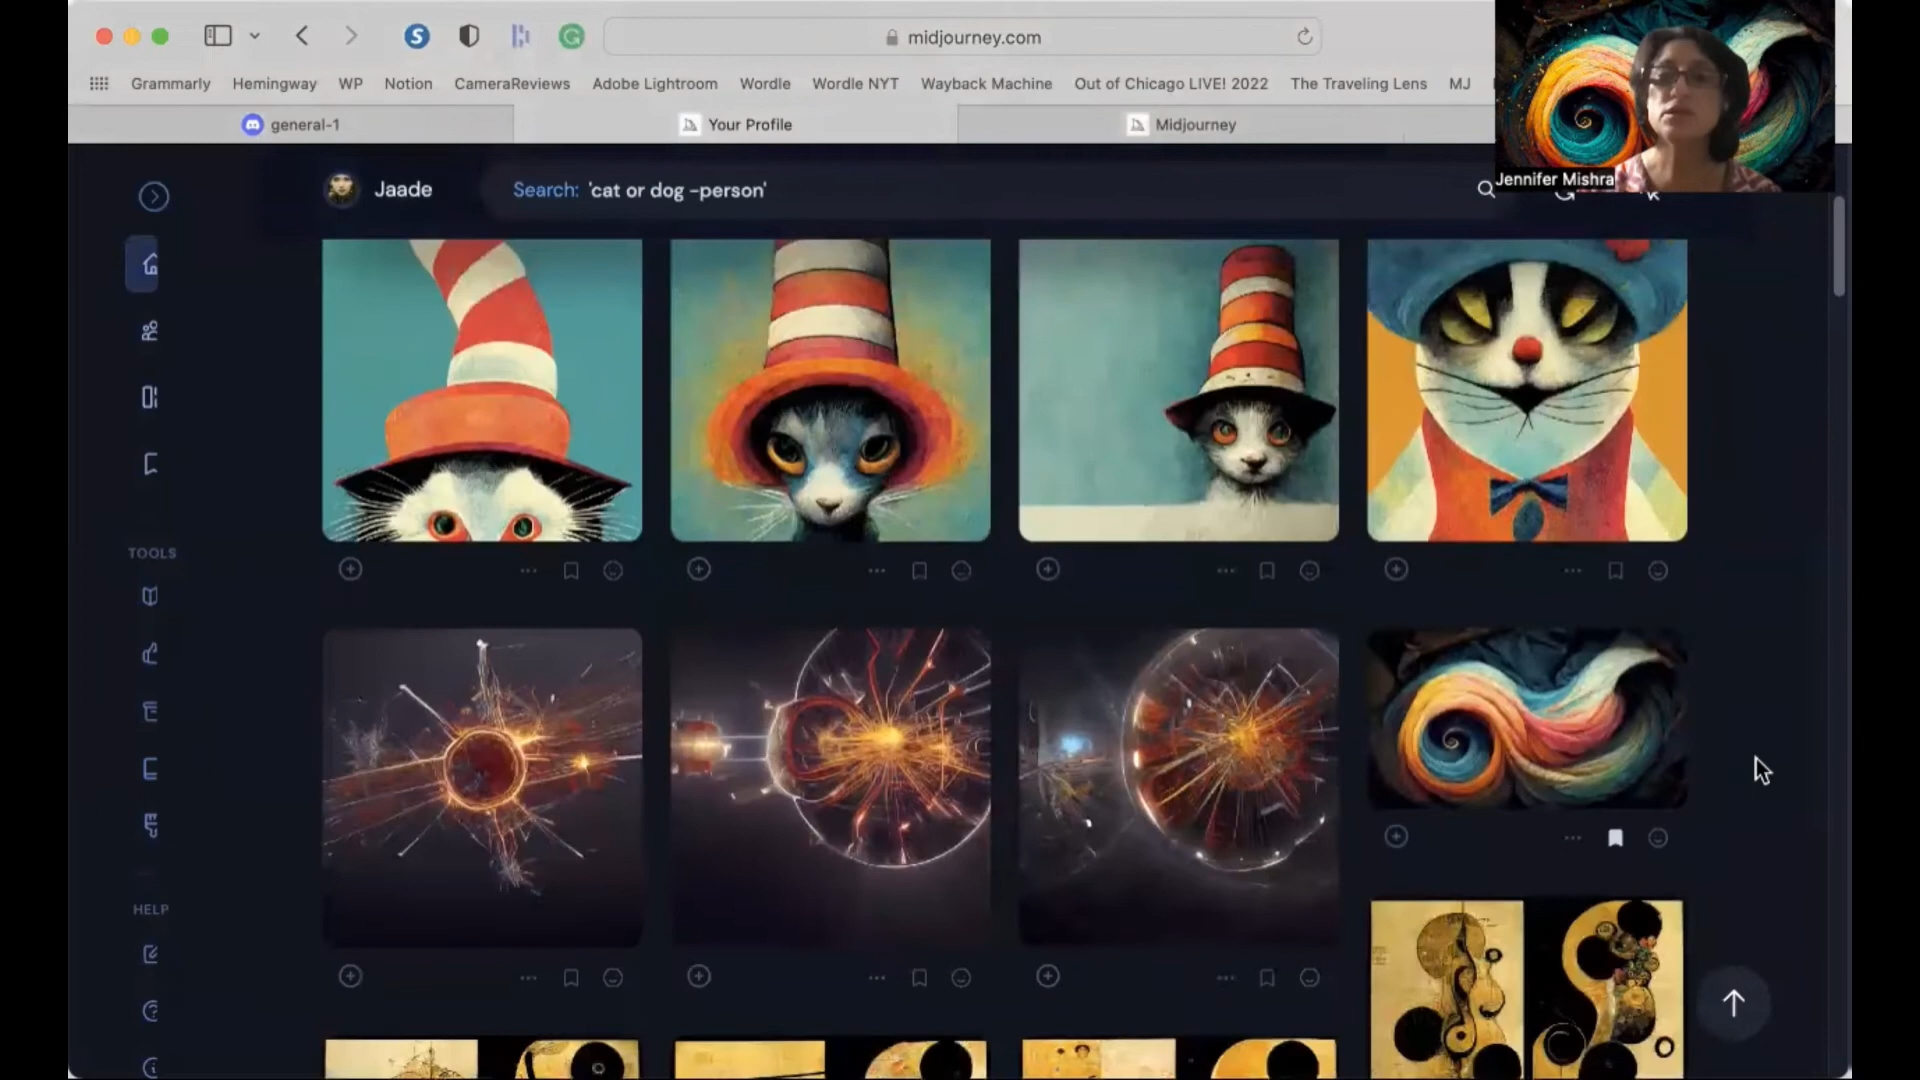 midjourney.com
Grammarly Hemingway WP Notion CameraReviews Adobe Lightroom Wordle Wordle NYT Wayback Machine Out of Chicago LIVE! 2022 The Traveling Lens MJ
general-1 Your Profile Midjourney
Jennifer Mishra
Jaade Search: 'cat or dog -person'
TOOLS
HELP